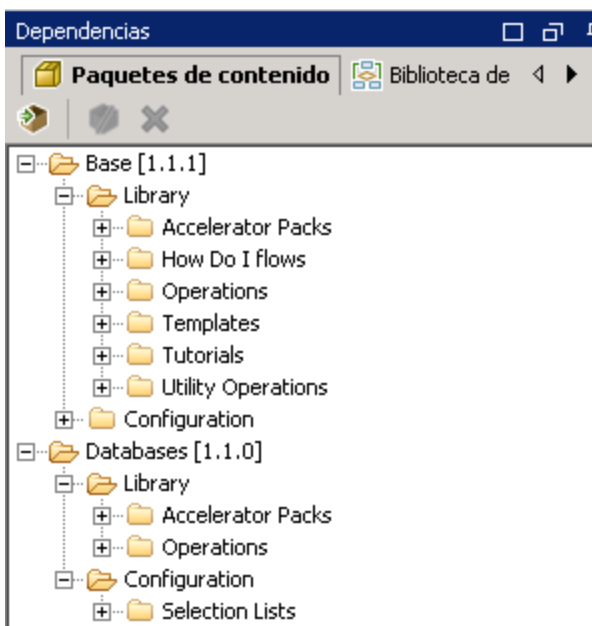 Dependencias
Paquetes de contenido Biblioteca de
Base [1.1.1]
Library
Accelerator Packs
How Do I flows
Operations
Templates
Tutorials
Utility Operations
Configuration
Databases [1.1.0]
Library
Accelerator Packs
Operations
Configuration
Selection Lists